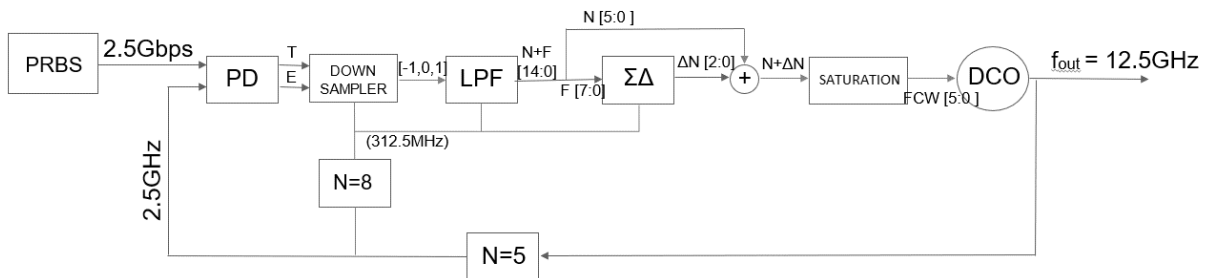 PRBS
2.5Gbps
PD
T
E
DOWN
SAMPLER
[-1,0,1]
LPF
N+F
[14:0]
N [5:0 ]
F [7:0]
ΣΔ
ΔN [2:0]
+
N+ΔN
SATURATION
FCW [5:0 ]
DCO
fout = 12.5GHz
(312.5MHz)
N=8
2.5GHz
N=5